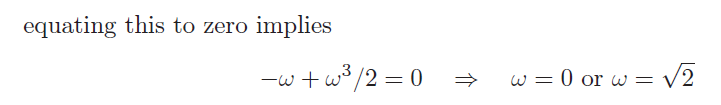 equating this to zero implies
−ω + ω³/2 = 0 ⇒ ω = 0 or ω = √2